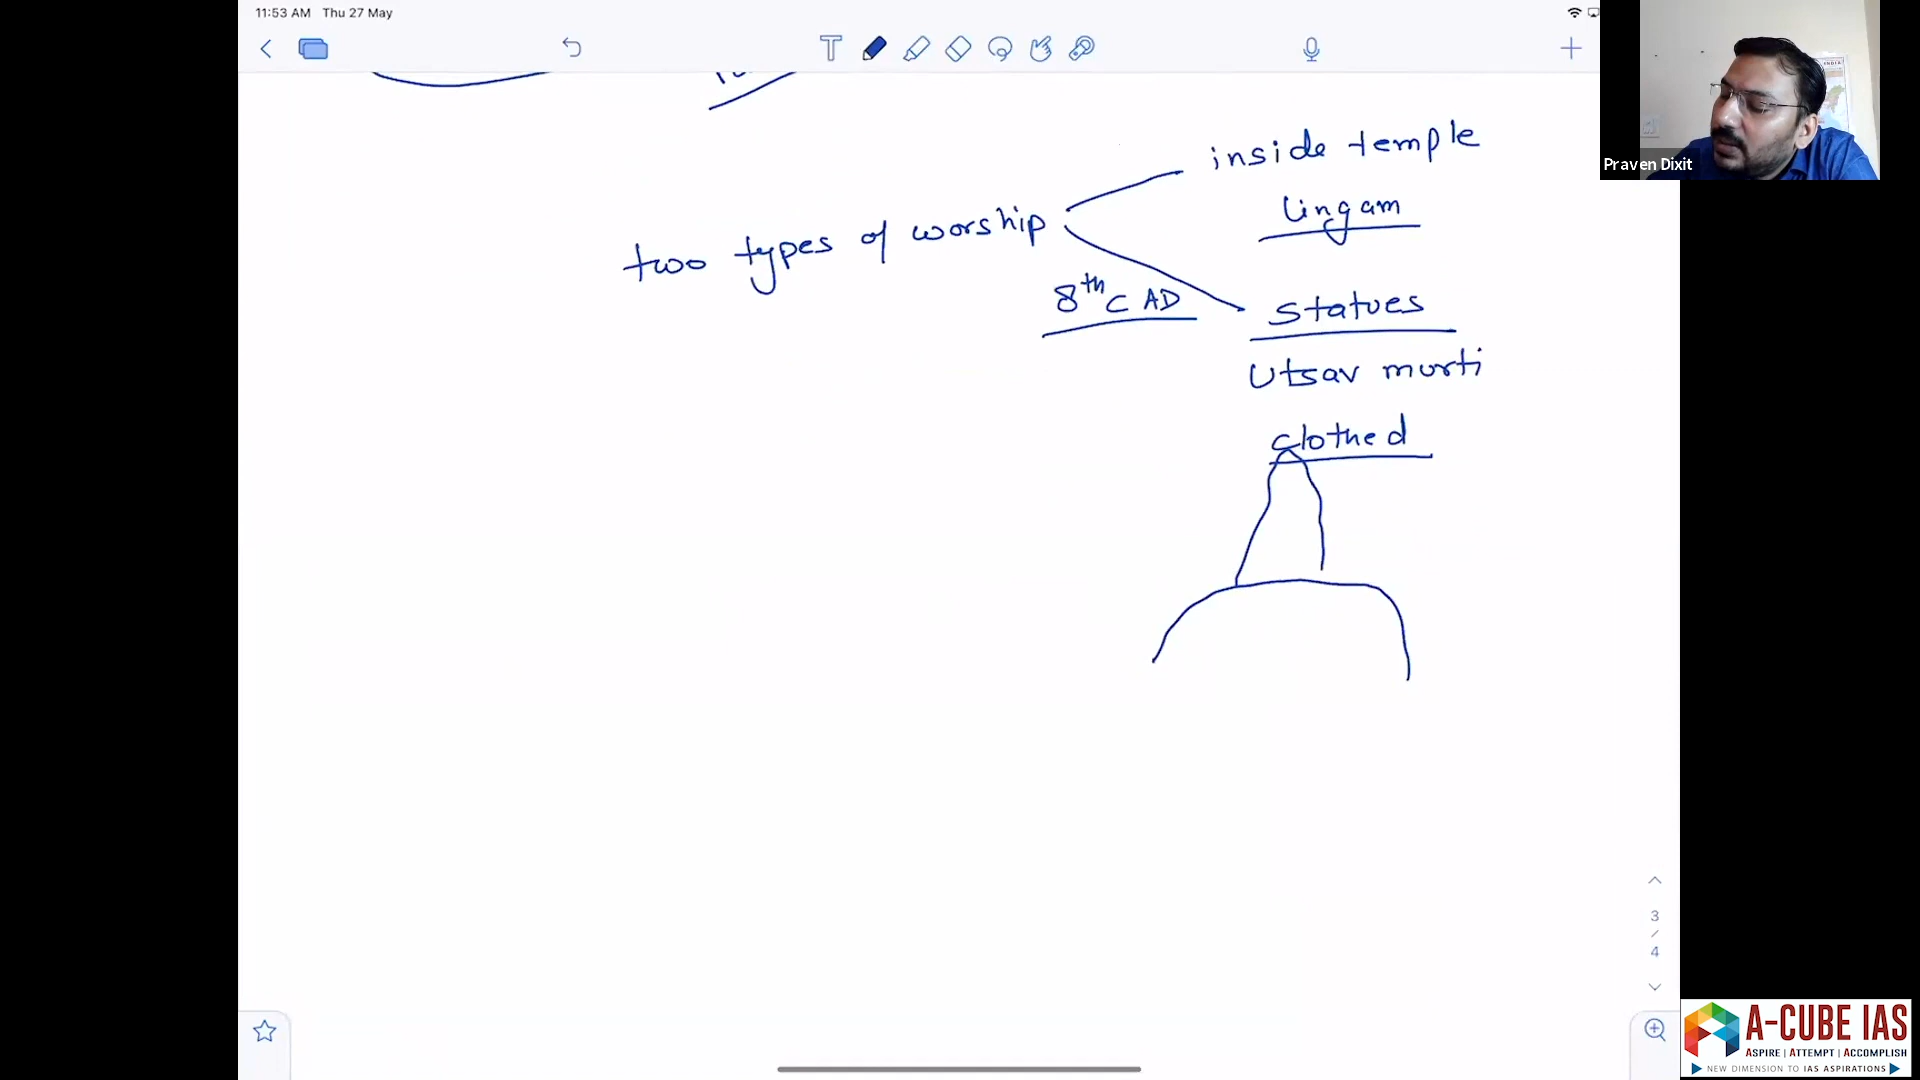 11:53 AM Thu 27 May
T
Praven Dixit
inside temple
lingam
two types of worship
8th C AD
statues
Utsav murti
clothed
3
/
4
A-CUBE IAS
ASPIRE | ATTEMPT | ACCOMPLISH
NEW DIMENSION TO IAS ASPIRATIONS